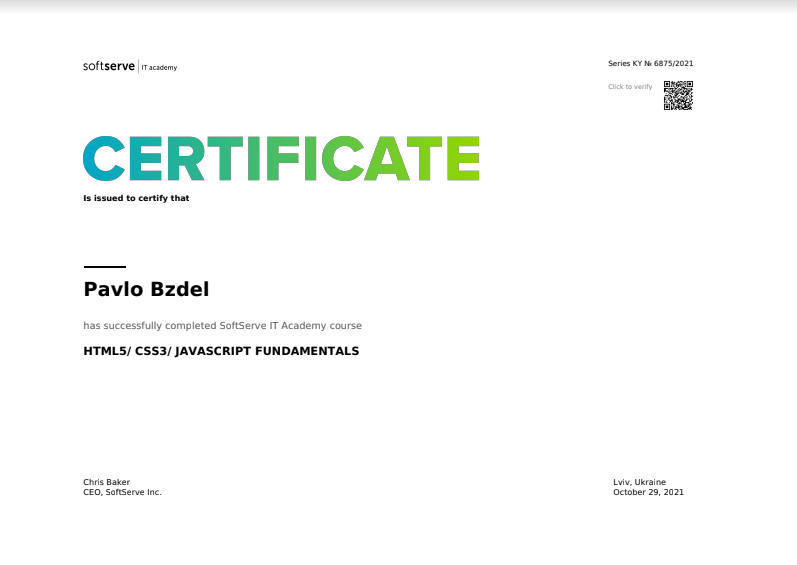 softserve IT academy
Series KY № 6875/2021
Click to verify
CERTIFICATE
Is issued to certify that
Pavlo Bzdel
has successfully completed SoftServe IT Academy course
HTML5/ CSS3/ JAVASCRIPT FUNDAMENTALS
Chris Baker
CEO, SoftServe Inc.
Lviv, Ukraine
October 29, 2021